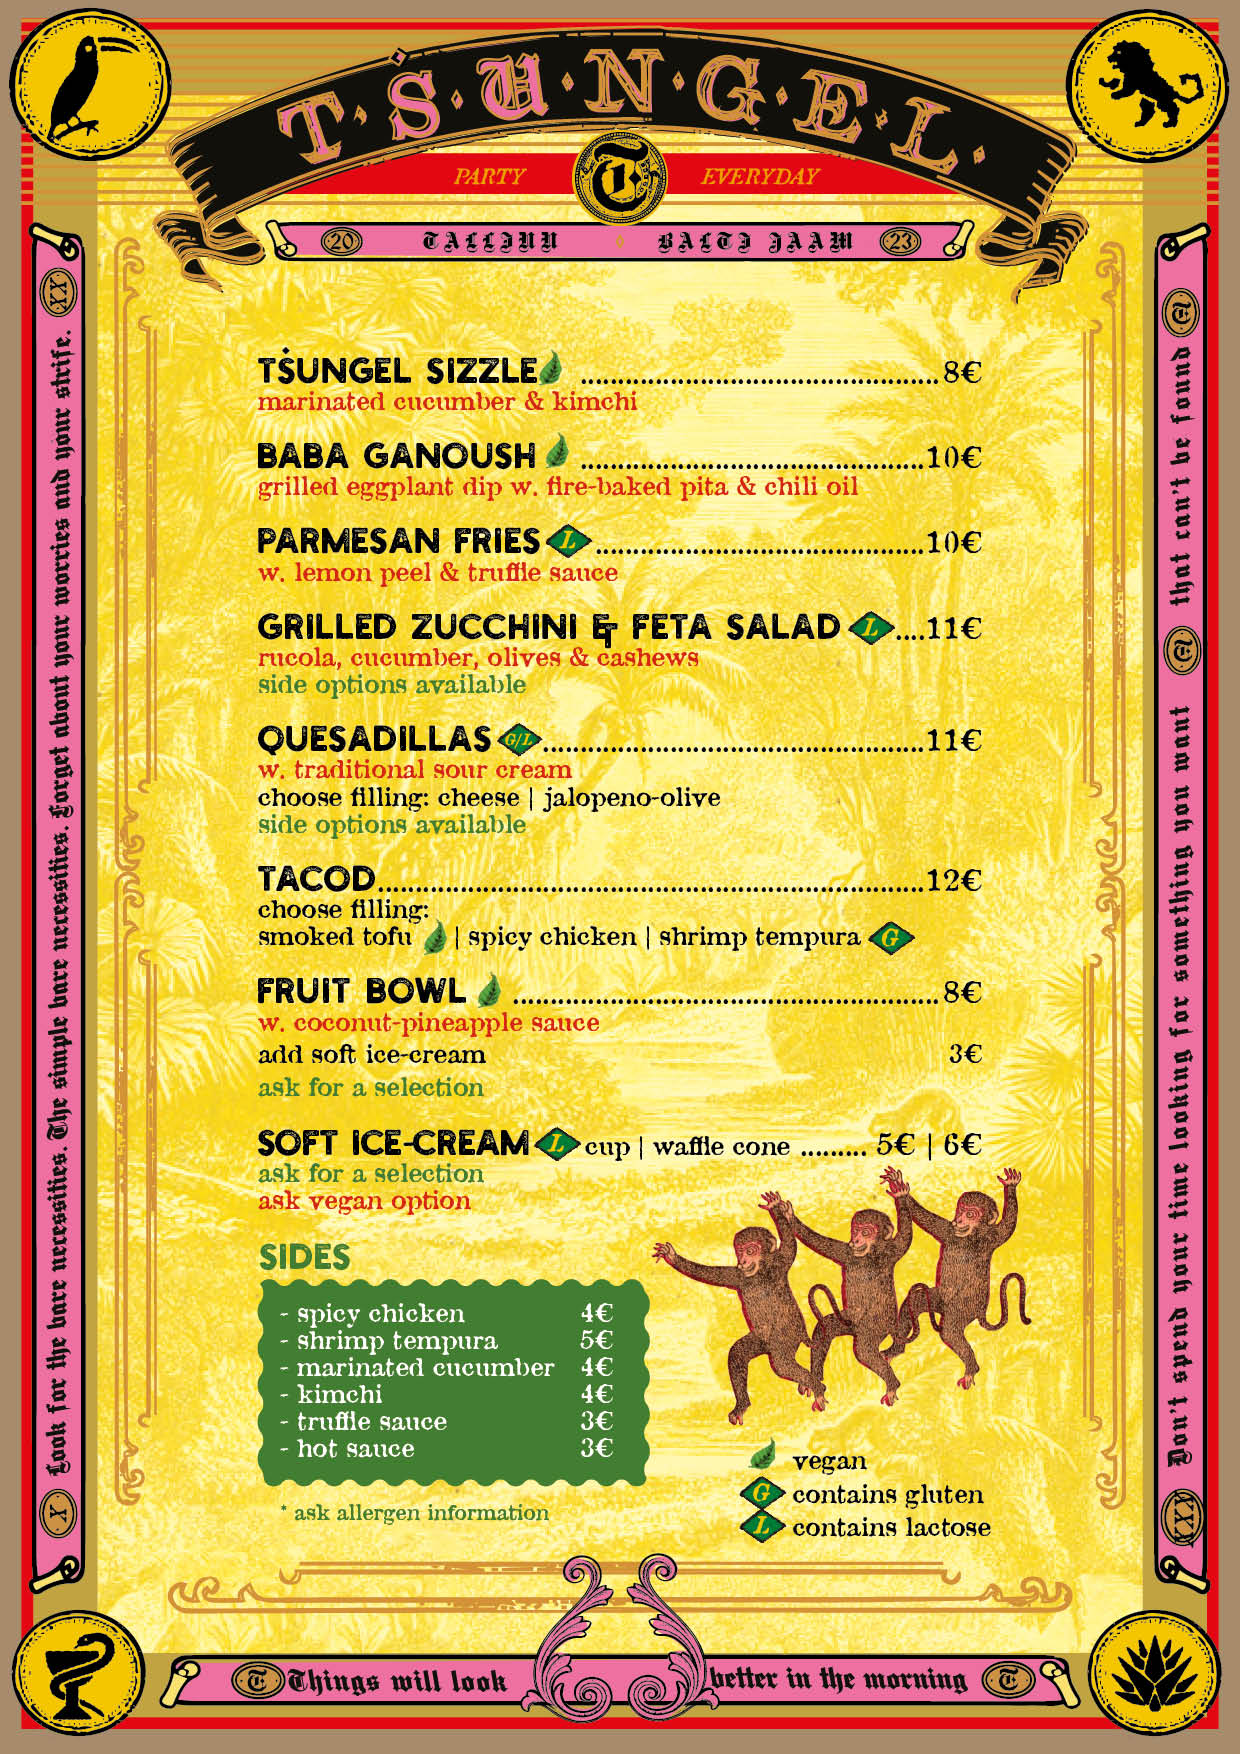 T·Ṡ·U·N·G·E·L·
PARTY T EVERYDAY
20 TALLINN BALTI JAAM 23
TṠUNGEL SIZZLE ............ 8€
marinated cucumber & kimchi
BABA GANOUSH ............ 10€
grilled eggplant dip w. fire-baked pita & chili oil
PARMESAN FRIES L ............ 10€
w. lemon peel & truffle sauce
GRILLED ZUCCHINI & FETA SALAD L .... 11€
rucola, cucumber, olives & cashews
side options available
QUESADILLAS G/L ............ 11€
w. traditional sour cream
choose filling: cheese | jalopeno-olive
side options available
TACOD ............ 12€
choose filling:
smoked tofu | spicy chicken | shrimp tempura G
FRUIT BOWL ............ 8€
w. coconut-pineapple sauce
add soft ice-cream 3€
ask for a selection
SOFT ICE-CREAM L cup | waffle cone ......... 5€ | 6€
ask for a selection
ask vegan option
SIDES
- spicy chicken 4€
- shrimp tempura 5€
- marinated cucumber 4€
- kimchi 4€
- truffle sauce 3€
- hot sauce 3€
* ask allergen information
vegan
G contains gluten
L contains lactose
X Look for the bare necessities. The simple bare necessities. Forget about your worries and your strife. XX
XXX Don't spend your time looking for something you want T that can't be found T
T Things will look better in the morning T